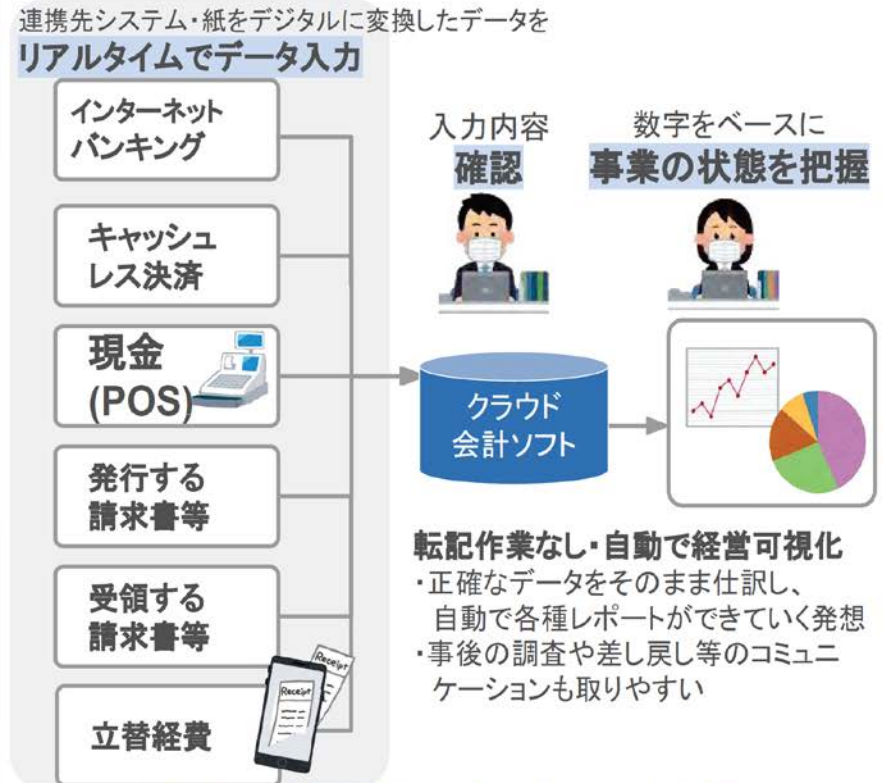 連携先システム・紙をデジタルに変換したデータを
リアルタイムでデータ入力
インターネット
バンキング
キャッシュ
レス決済
現金
(POS)
発行する
請求書等
受領する
請求書等
立替経費
Receipt
Receipt
入力内容
確認
数字をベースに
事業の状態を把握
クラウド
会計ソフト
転記作業なし・自動で経営可視化
・正確なデータをそのまま仕訳し、
自動で各種レポートができていく発想
・事後の調査や差し戻し等のコミュニ
ケーションも取りやすい